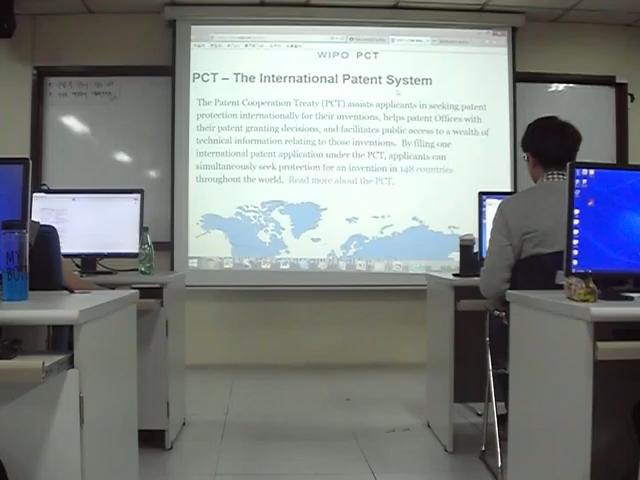 WIPO PCT
PCT – The International Patent System
The Patent Cooperation Treaty (PCT) assists applicants in seeking patent
protection internationally for their inventions, helps patent Offices with
their patent granting decisions, and facilitates public access to a wealth of
technical information relating to those inventions. By filing one
international patent application under the PCT, applicants can
simultaneously seek protection for an invention in 148 countries
throughout the world. Read more about the PCT.
MY